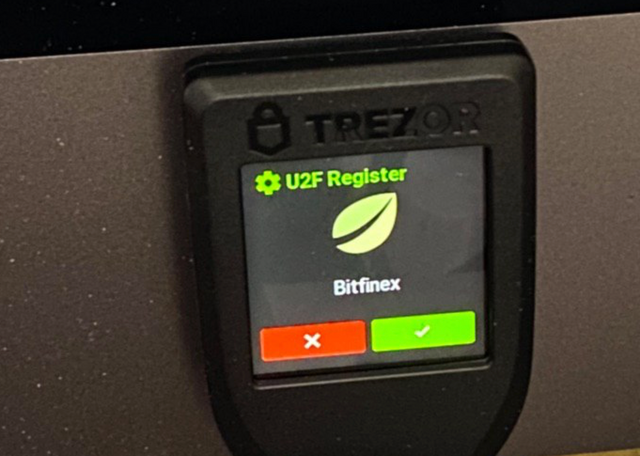 TREZOR
U2F Register
Bitfinex